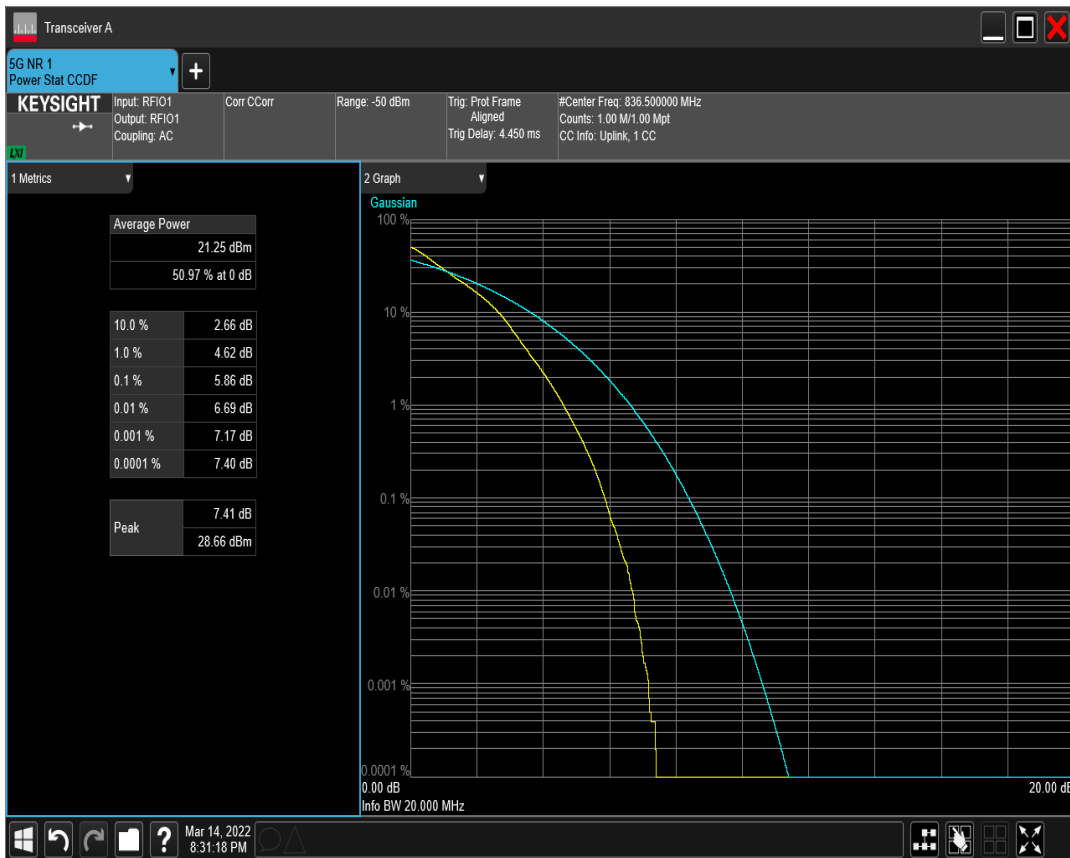 Transceiver A
5G NR 1
Power Stat CCDF
+
KEYSIGHT
LXI
Input: RFIO1
Output: RFIO1
Coupling: AC
Corr CCorr
Range: -50 dBm
Trig: Prot Frame
Aligned
Trig Delay: 4.450 ms
#Center Freq: 836.500000 MHz
Counts: 1.00 M/1.00 Mpt
CC Info: Uplink, 1 CC
1 Metrics
Average Power
21.25 dBm
50.97 % at 0 dB
10.0 % 2.66 dB
1.0 % 4.62 dB
0.1 % 5.86 dB
0.01 % 6.69 dB
0.001 % 7.17 dB
0.0001 % 7.40 dB
Peak
7.41 dB
28.66 dBm
2 Graph
Gaussian
100 %
10 %
1 %
0.1 %
0.01 %
0.001 %
0.0001 %
0.00 dB
20.00 dB
Info BW 20.000 MHz
?
Mar 14, 2022
8:31:18 PM